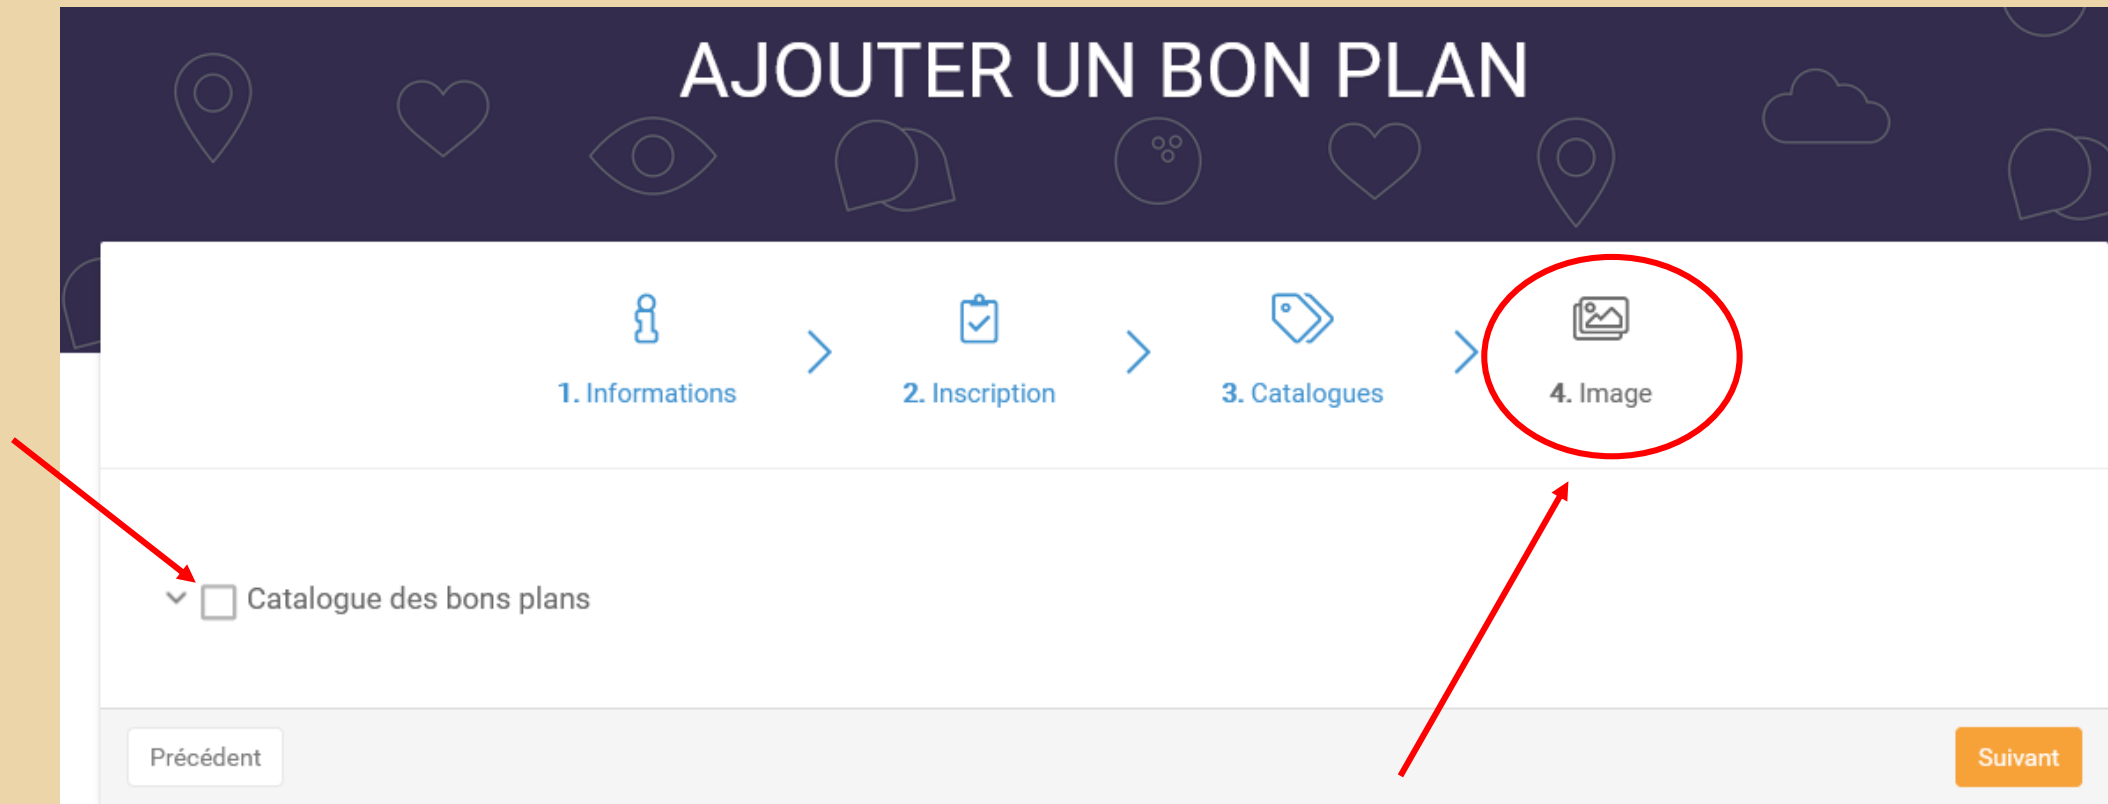 AJOUTER UN BON PLAN
1. Informations
2. Inscription
3. Catalogues
4. Image
Catalogue des bons plans
Précédent
Suivant